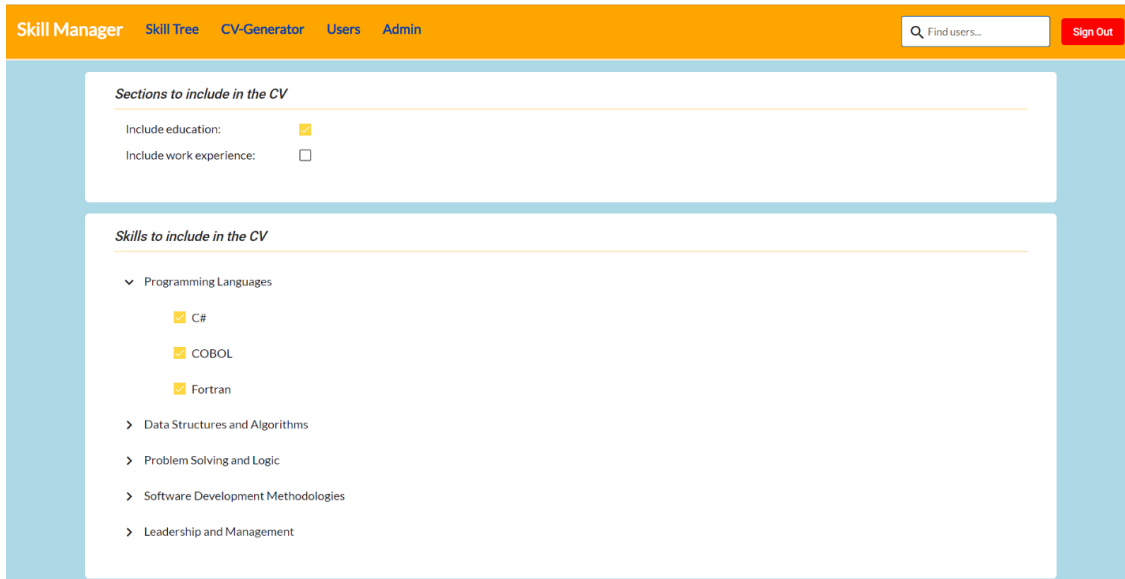 Skill Manager Skill Tree CV-Generator Users Admin Find users... Sign Out
Sections to include in the CV
Include education:
Include work experience:
Skills to include in the CV
Programming Languages
C#
COBOL
Fortran
Data Structures and Algorithms
Problem Solving and Logic
Software Development Methodologies
Leadership and Management